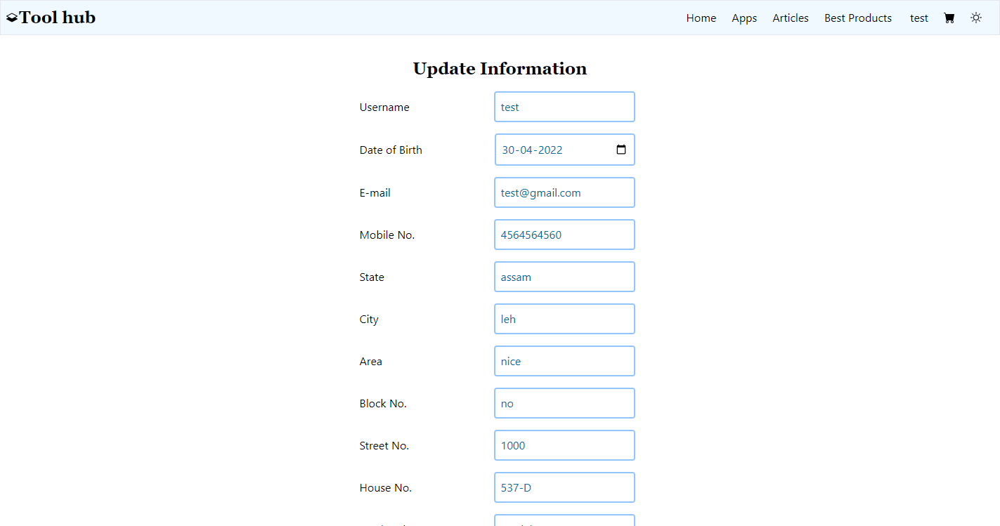 Tool hub Home Apps Articles Best Products test
Update Information
Username test
Date of Birth 30-04-2022
E-mail test@gmail.com
Mobile No. 4564564560
State assam
City leh
Area nice
Block No. no
Street No. 1000
House No. 537-D